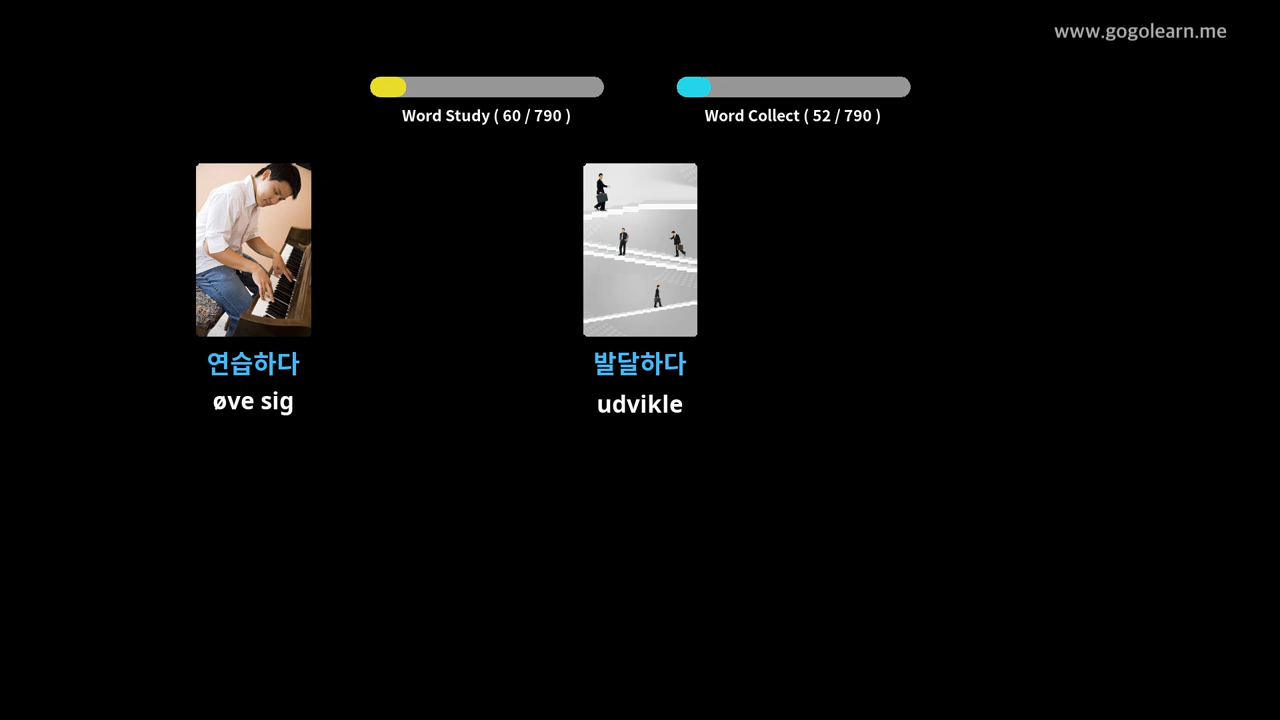 www.gogolearn.me
Word Study ( 60 / 790 )
Word Collect ( 52 / 790 )
연습하다
øve sig
발달하다
udvikle